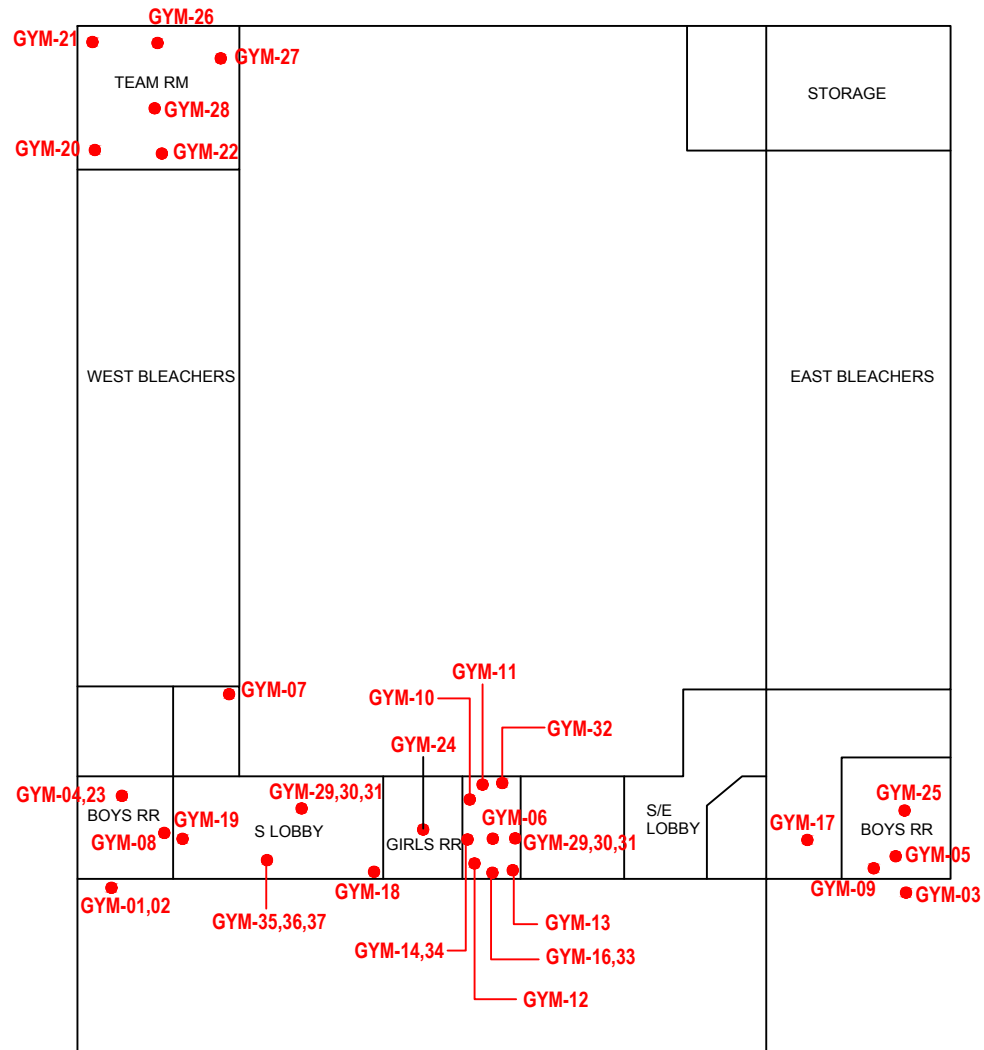 GYM-26
GYM-21
GYM-27
TEAM RM
STORAGE
GYM-28
GYM-20
GYM-22
WEST BLEACHERS
EAST BLEACHERS
GYM-11
GYM-07
GYM-10
GYM-32
GYM-24
GYM-04,23
GYM-29,30,31
BOYS RR
GYM-19
S LOBBY
GYM-08
GIRLS RR
GYM-06
GYM-29,30,31
S/E
LOBBY
GYM-25
GYM-17
BOYS RR
GYM-05
GYM-09
GYM-18
GYM-01,02
GYM-03
GYM-35,36,37
GYM-13
GYM-14,34
GYM-16,33
GYM-12